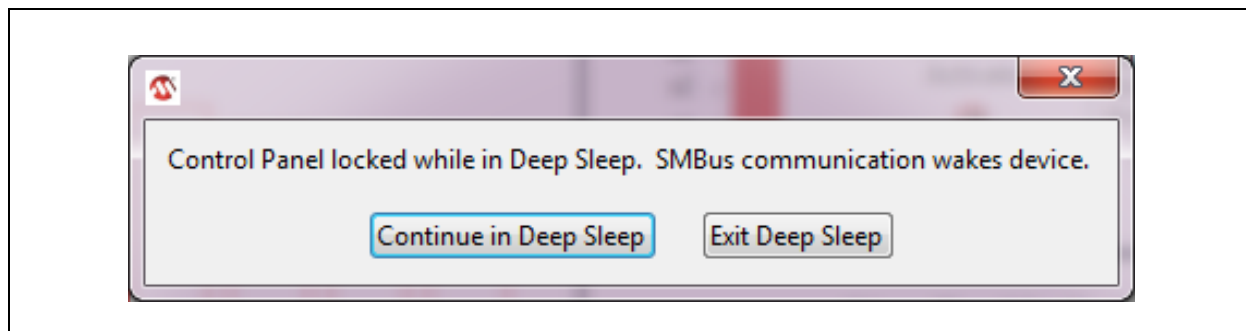 Control Panel locked while in Deep Sleep.  SMBus communication wakes device.
Continue in Deep Sleep
Exit Deep Sleep